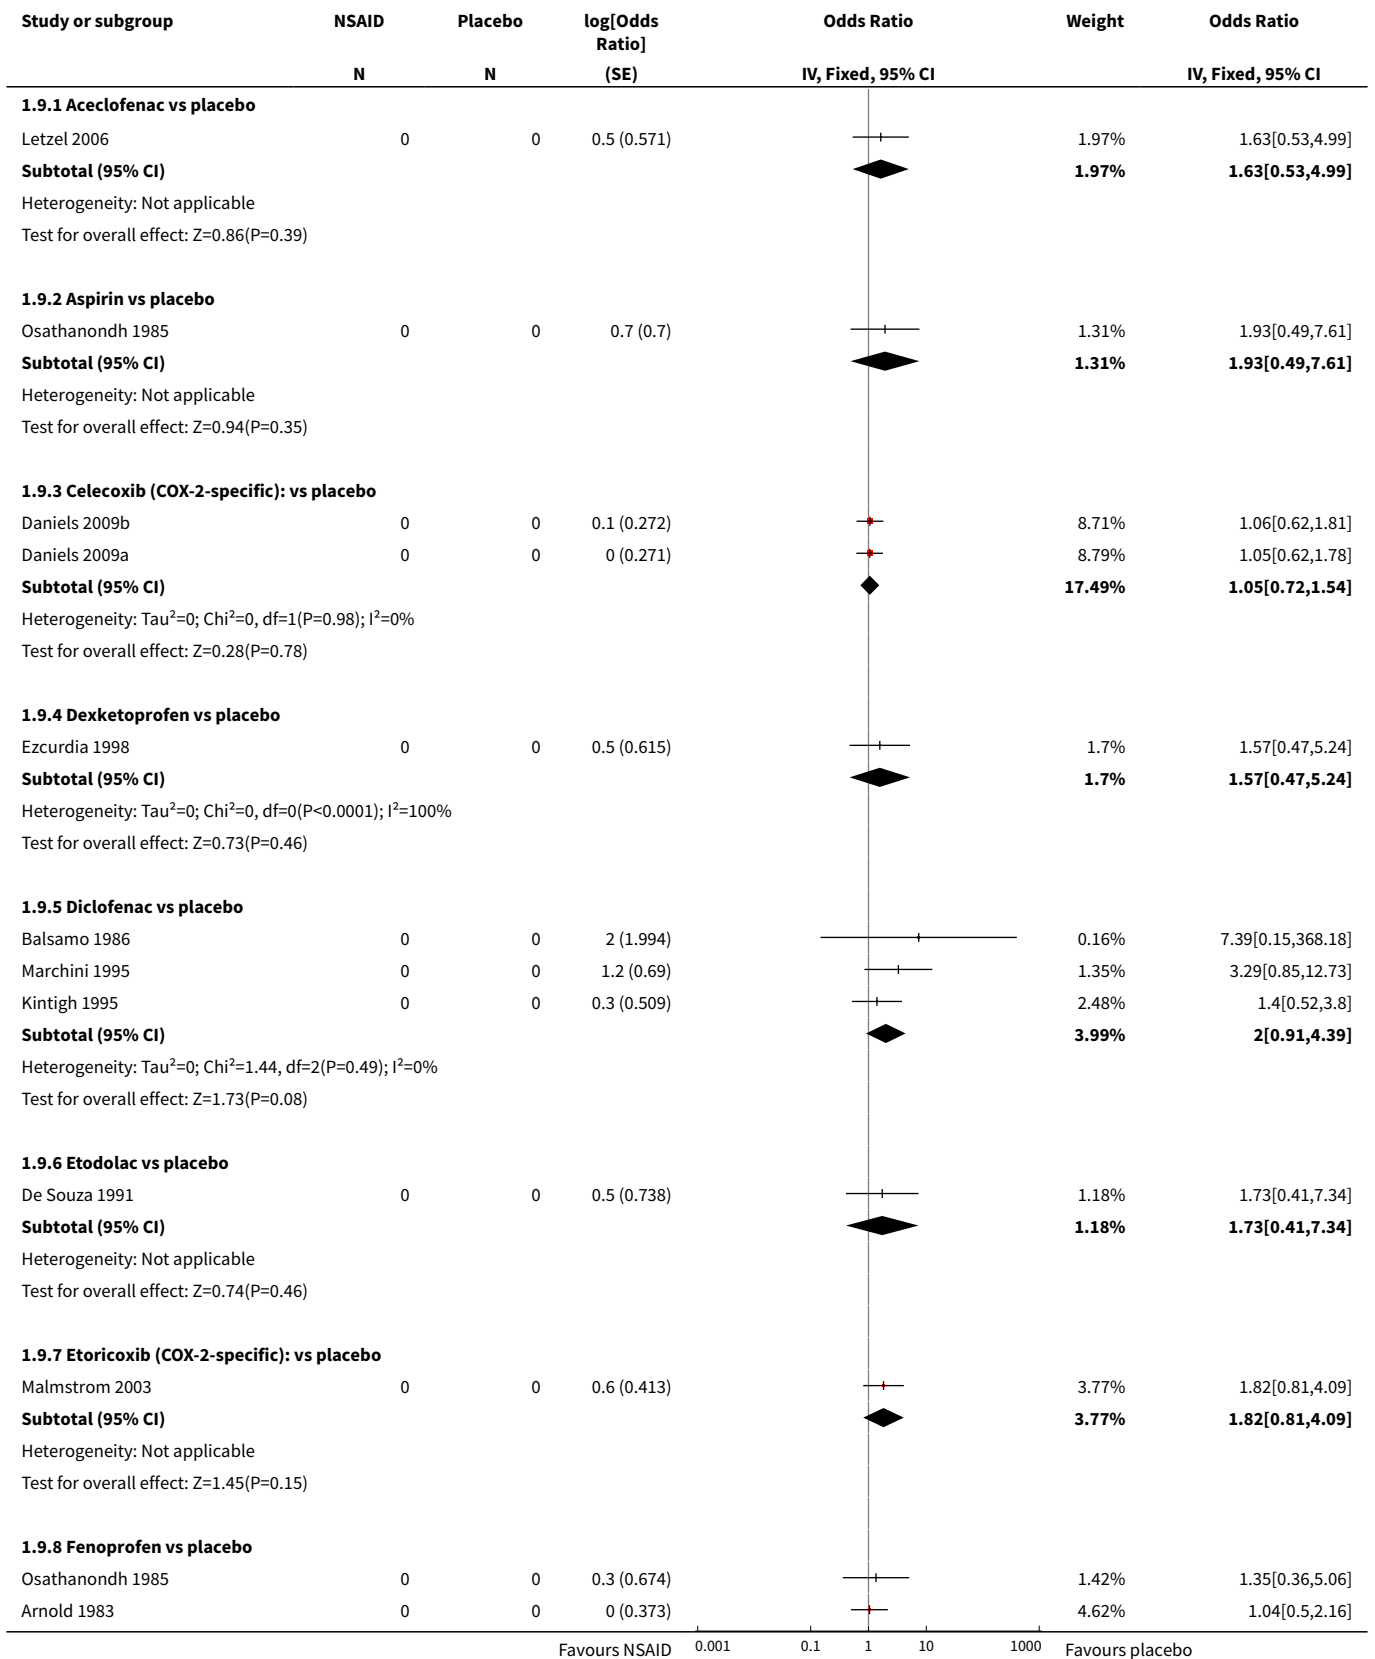 Study or subgroup NSAID Placebo log[Odds Ratio] Odds Ratio Weight Odds Ratio
N N (SE) IV, Fixed, 95% CI IV, Fixed, 95% CI
1.9.1 Aceclofenac vs placebo
Letzel 2006 0 0 0.5 (0.571) 1.97% 1.63[0.53,4.99]
Subtotal (95% CI) 1.97% 1.63[0.53,4.99]
Heterogeneity: Not applicable
Test for overall effect: Z=0.86(P=0.39)
1.9.2 Aspirin vs placebo
Osathanondh 1985 0 0 0.7 (0.7) 1.31% 1.93[0.49,7.61]
Subtotal (95% CI) 1.31% 1.93[0.49,7.61]
Heterogeneity: Not applicable
Test for overall effect: Z=0.94(P=0.35)
1.9.3 Celecoxib (COX-2-specific): vs placebo
Daniels 2009b 0 0 0.1 (0.272) 8.71% 1.06[0.62,1.81]
Daniels 2009a 0 0 0 (0.271) 8.79% 1.05[0.62,1.78]
Subtotal (95% CI) 17.49% 1.05[0.72,1.54]
Heterogeneity: Tau²=0; Chi²=0, df=1(P=0.98); I²=0%
Test for overall effect: Z=0.28(P=0.78)
1.9.4 Dexketoprofen vs placebo
Ezcurdia 1998 0 0 0.5 (0.615) 1.7% 1.57[0.47,5.24]
Subtotal (95% CI) 1.7% 1.57[0.47,5.24]
Heterogeneity: Tau²=0; Chi²=0, df=0(P<0.0001); I²=100%
Test for overall effect: Z=0.73(P=0.46)
1.9.5 Diclofenac vs placebo
Balsamo 1986 0 0 2 (1.994) 0.16% 7.39[0.15,368.18]
Marchini 1995 0 0 1.2 (0.69) 1.35% 3.29[0.85,12.73]
Kintigh 1995 0 0 0.3 (0.509) 2.48% 1.4[0.52,3.8]
Subtotal (95% CI) 3.99% 2[0.91,4.39]
Heterogeneity: Tau²=0; Chi²=1.44, df=2(P=0.49); I²=0%
Test for overall effect: Z=1.73(P=0.08)
1.9.6 Etodolac vs placebo
De Souza 1991 0 0 0.5 (0.738) 1.18% 1.73[0.41,7.34]
Subtotal (95% CI) 1.18% 1.73[0.41,7.34]
Heterogeneity: Not applicable
Test for overall effect: Z=0.74(P=0.46)
1.9.7 Etoricoxib (COX-2-specific): vs placebo
Malmstrom 2003 0 0 0.6 (0.413) 3.77% 1.82[0.81,4.09]
Subtotal (95% CI) 3.77% 1.82[0.81,4.09]
Heterogeneity: Not applicable
Test for overall effect: Z=1.45(P=0.15)
1.9.8 Fenoprofen vs placebo
Osathanondh 1985 0 0 0.3 (0.674) 1.42% 1.35[0.36,5.06]
Arnold 1983 0 0 0 (0.373) 4.62% 1.04[0.5,2.16]
Favours NSAID 0.001 0.1 1 10 1000 Favours placebo